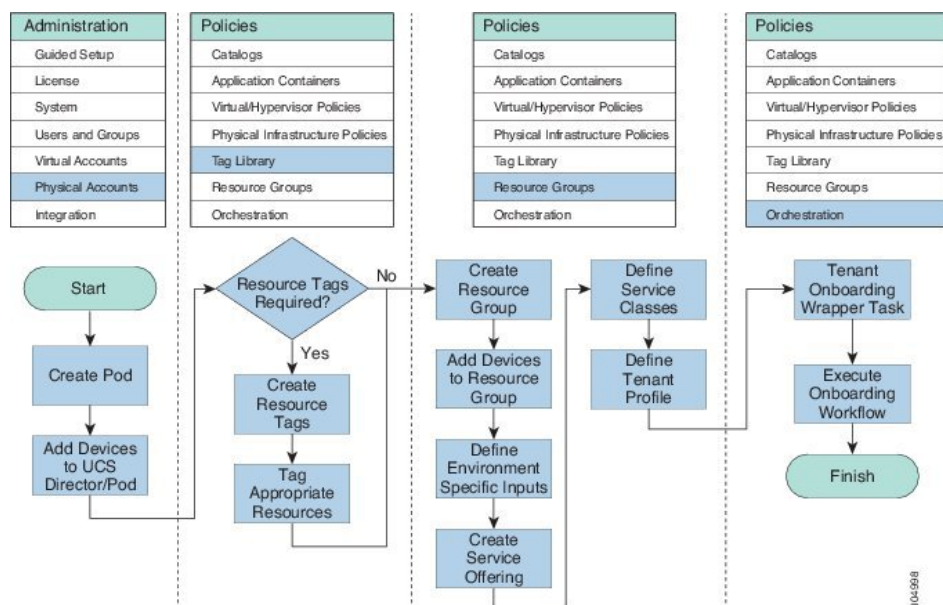 Administration
Guided Setup
License
System
Users and Groups
Virtual Accounts
Physical Accounts
Integration
Policies
Catalogs
Application Containers
Virtual/Hypervisor Policies
Physical Infrastructure Policies
Tag Library
Resource Groups
Orchestration
Policies
Catalogs
Application Containers
Virtual/Hypervisor Policies
Physical Infrastructure Policies
Tag Library
Resource Groups
Orchestration
Policies
Catalogs
Application Containers
Virtual/Hypervisor Policies
Physical Infrastructure Policies
Tag Library
Resource Groups
Orchestration
Start
Create Pod
Add Devices
to UCS
Director/Pod
Resource Tags
Required?
No
Yes
Create
Resource
Tags
Tag
Appropriate
Resources
Create
Resource
Group
Add Devices
to Resource
Group
Define
Environment
Specific Inputs
Create
Service
Offering
Define
Service
Classes
Define
Tenant
Profile
Tenant
Onboarding
Wrapper Task
Execute
Onboarding
Workflow
Finish